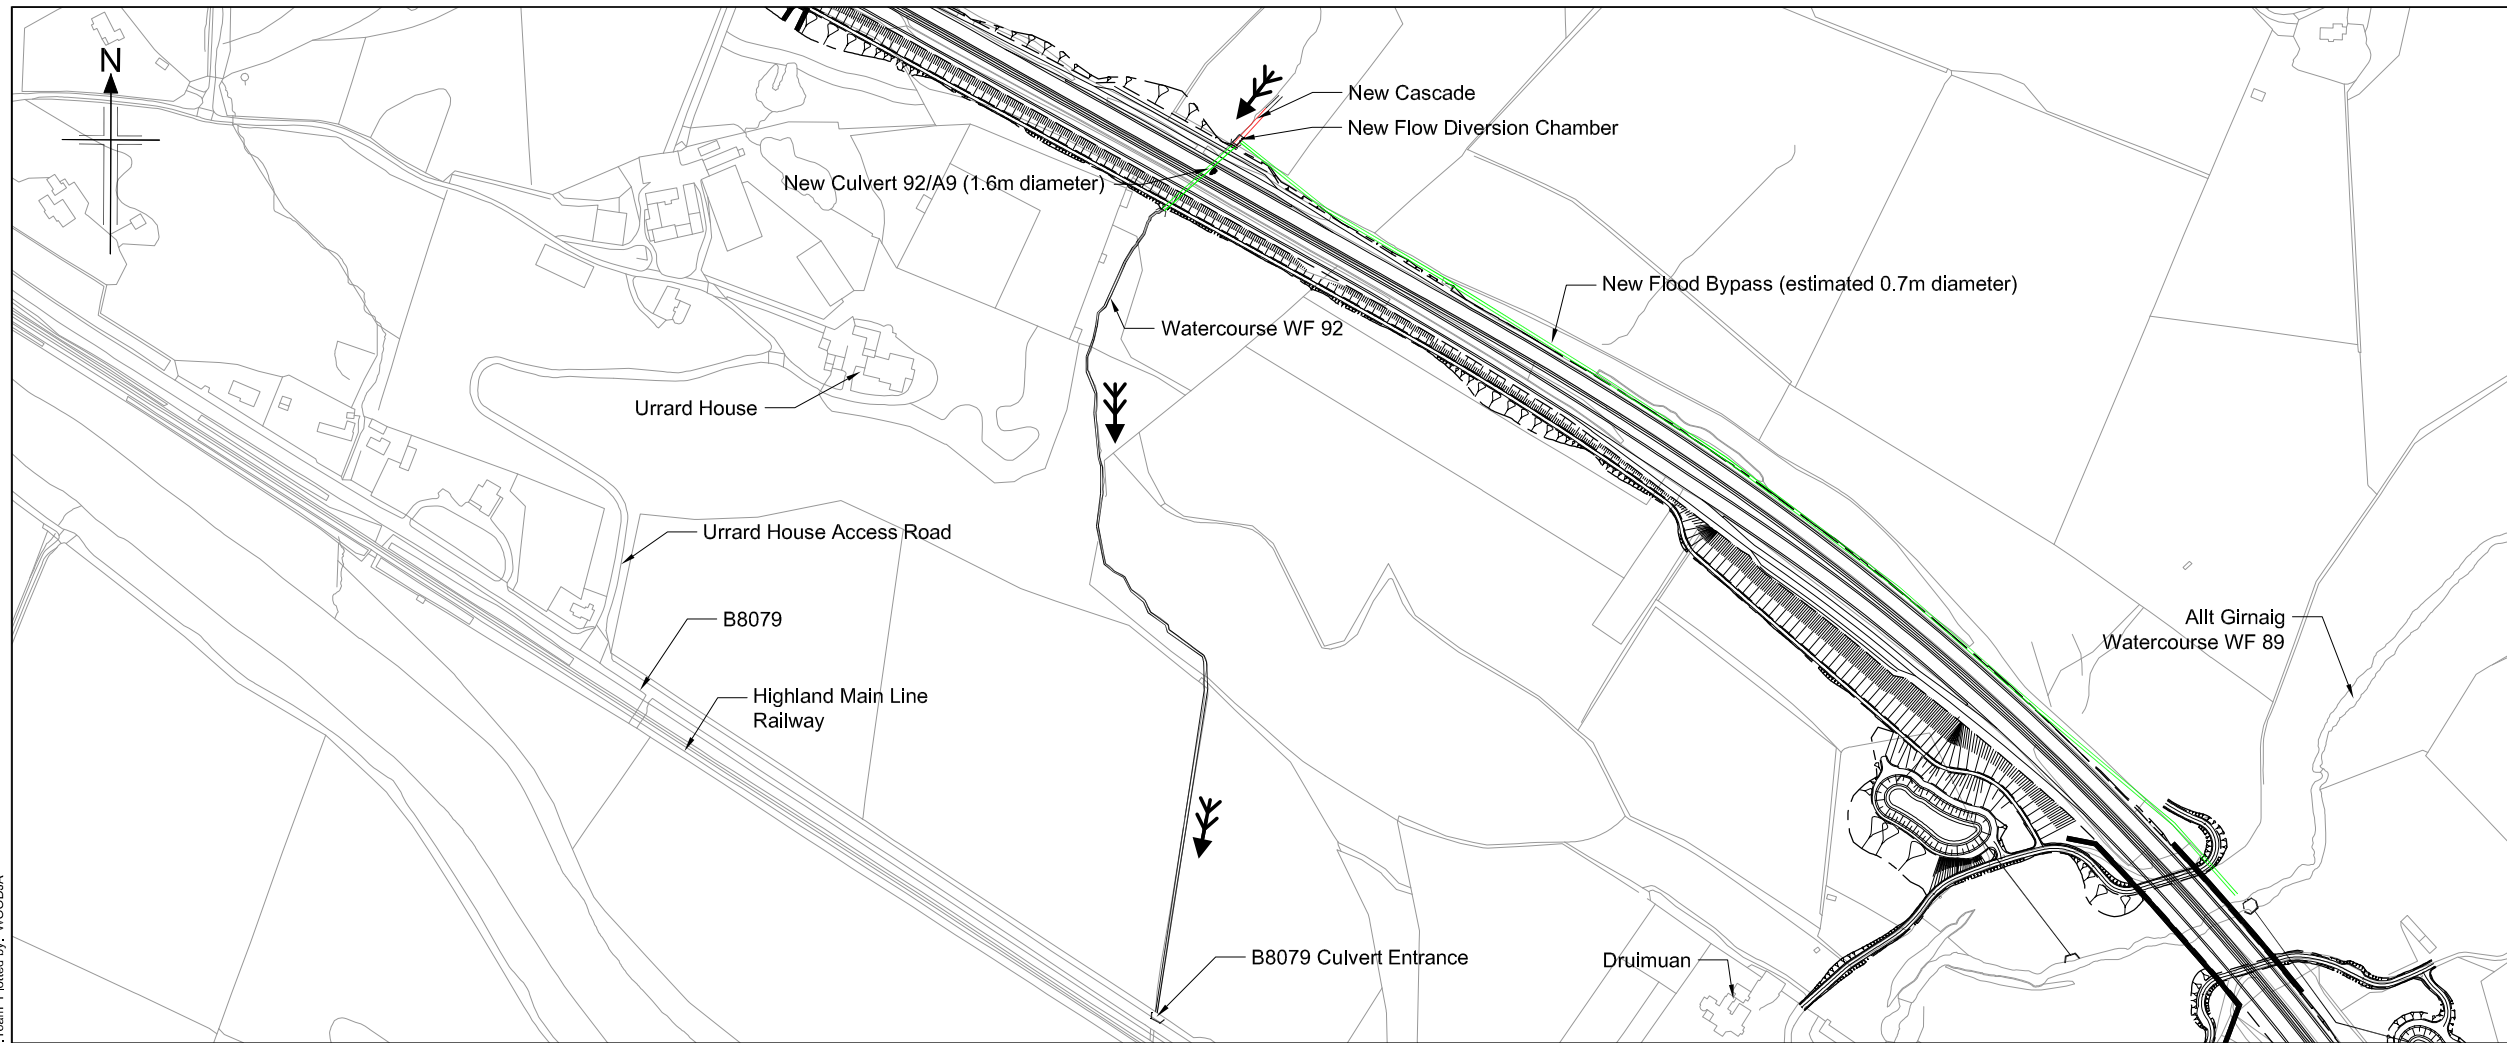 N
New Cascade
New Flow Diversion Chamber
New Culvert 92/A9 (1.6m diameter)
New Flood Bypass (estimated 0.7m diameter)
Watercourse WF 92
Urrard House
Urrard House Access Road
B8079
Allt Girnaig
Watercourse WF 89
Highland Main Line
Railway
B8079 Culvert Entrance
Druimuan